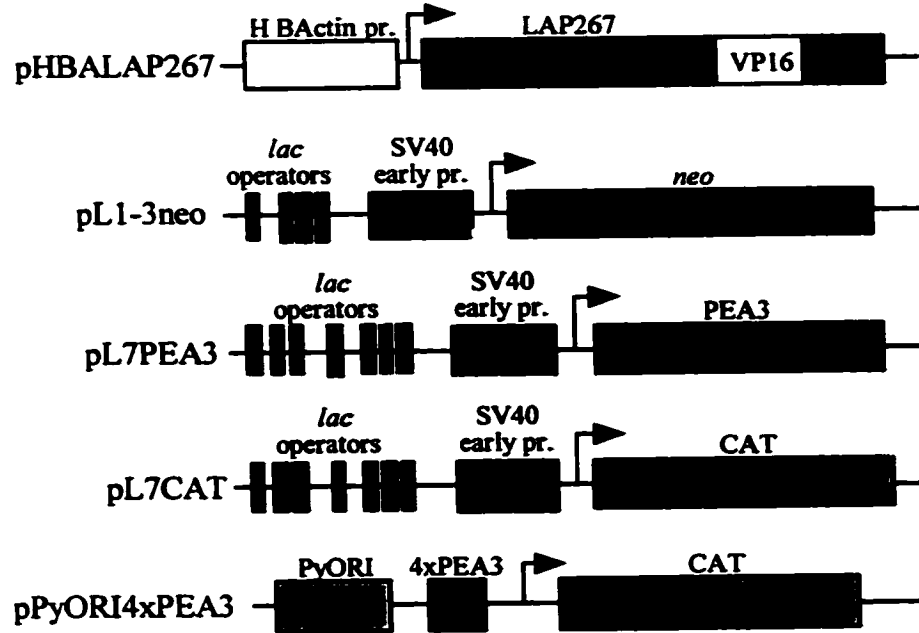 H BActin pr.
LAP267
pHBALAP267
VP16
lac
operators
SV40
early pr.
neo
pL1-3neo
lac
operators
SV40
early pr.
PEA3
pL7PEA3
lac
operators
SV40
early pr.
CAT
pL7CAT
PyORI
4xPEA3
CAT
pPyORI4xPEA3